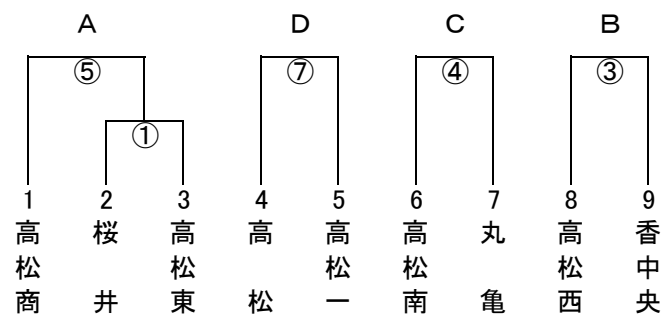 A D C B
⑤ ⑦ ④ ③
①
1 2 3 4 5 6 7 8 9
高松商
桜井
高松東
高松
高松一
高松南
丸亀
高松西
香中央